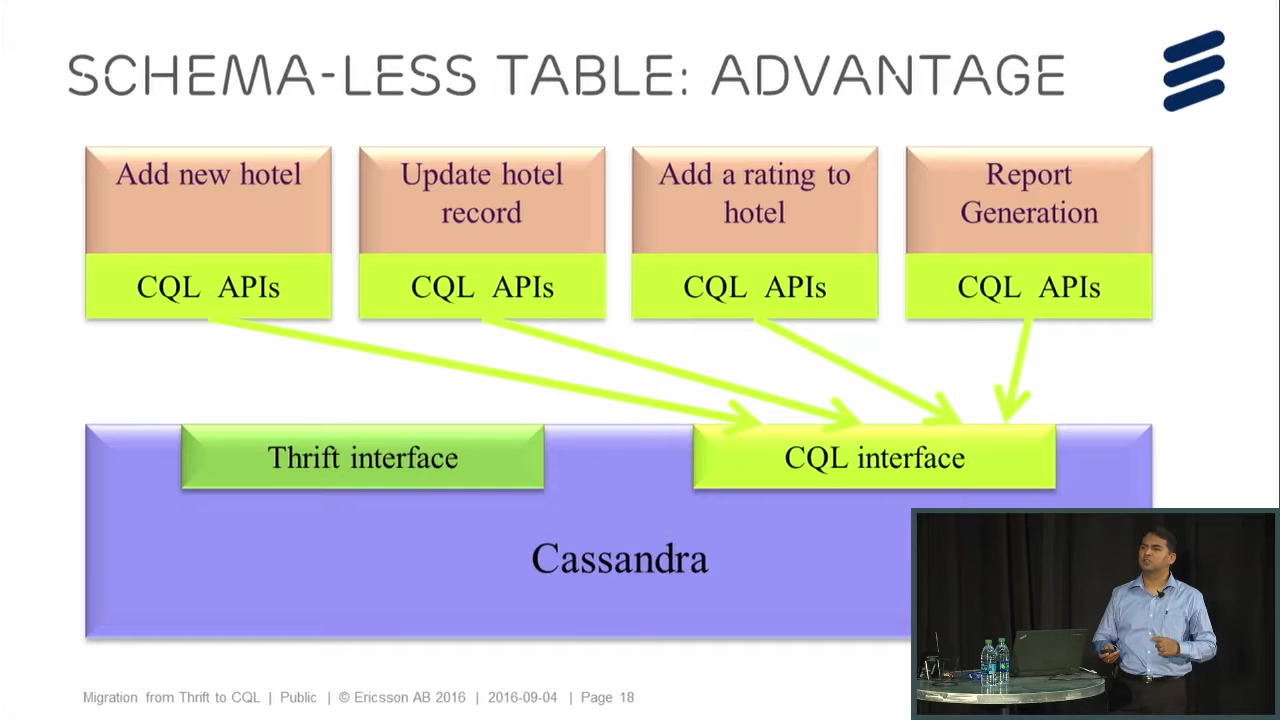 SCHEMA-LESS TABLE: ADVANTAGE
Add new hotel
CQL APIs
Update hotel
record
CQL APIs
Add a rating to
hotel
CQL APIs
Report
Generation
CQL APIs
Thrift interface
CQL interface
Cassandra
Migration from Thrift to CQL | Public | © Ericsson AB 2016 | 2016-09-04 | Page 18